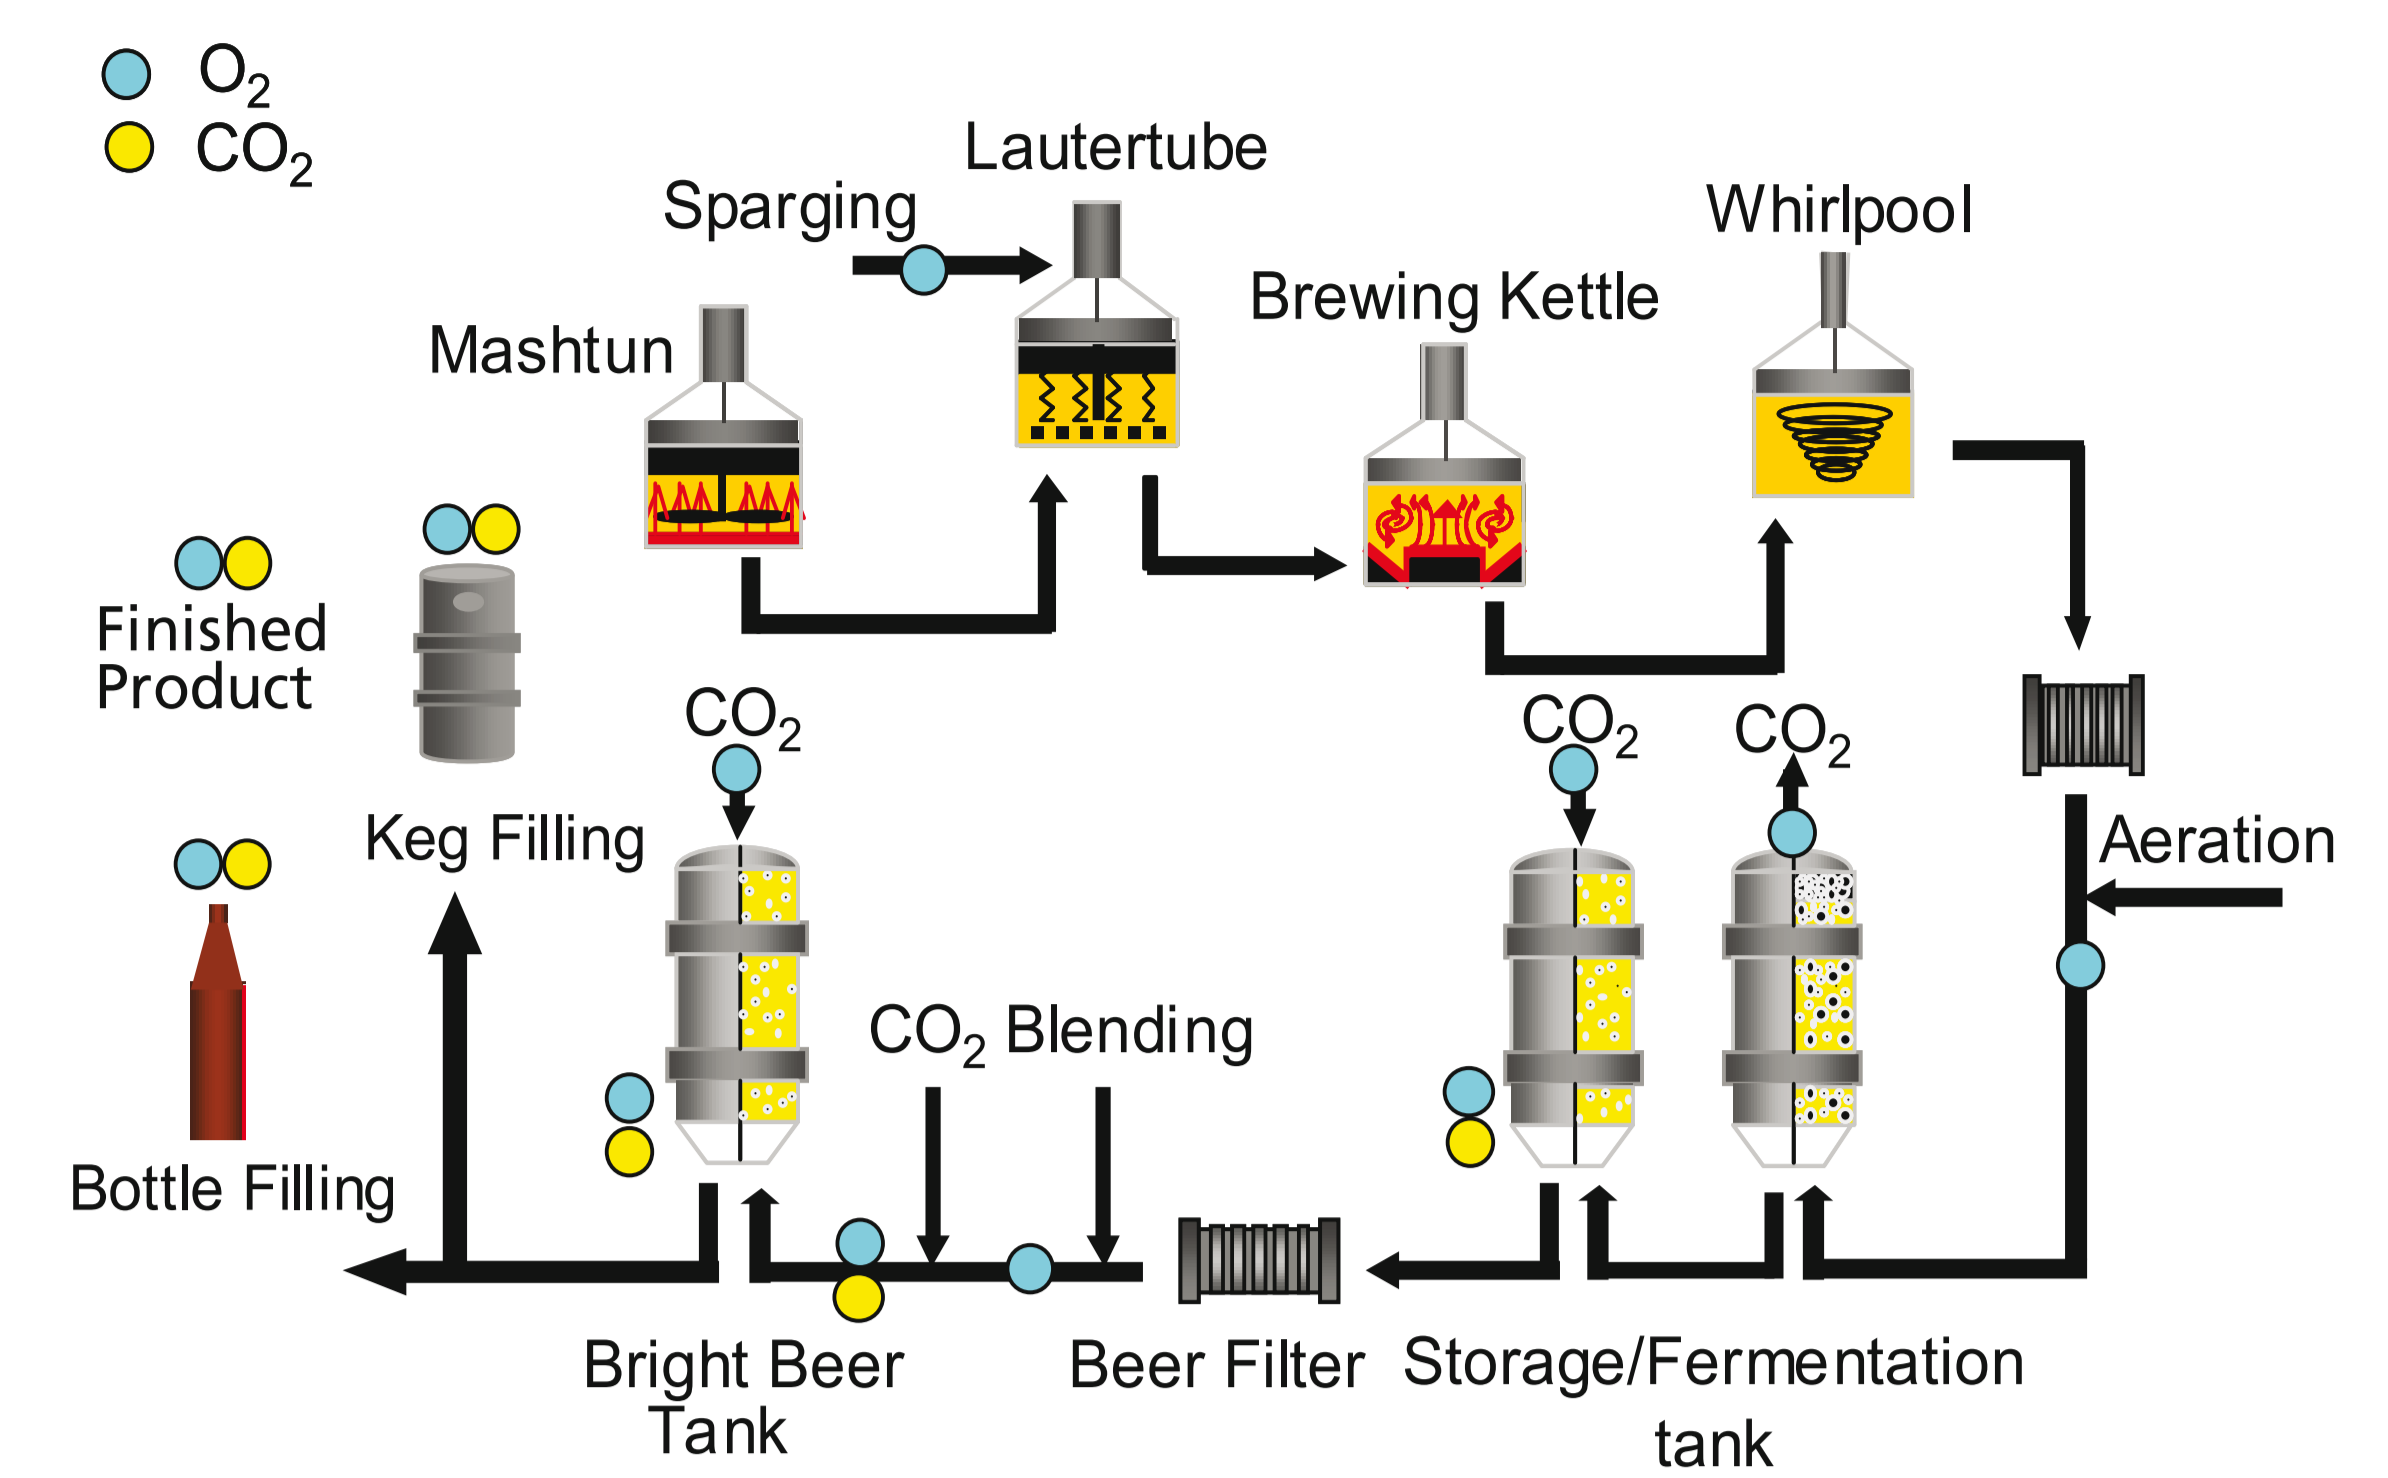 O2
CO2
Lautertube
Sparging
Whirlpool
Brewing Kettle
Mashtun
Finished
Product
CO2
CO2
CO2
Keg Filling
Aeration
CO2 Blending
Bottle Filling
Bright Beer
Tank
Beer Filter
Storage/Fermentation
tank